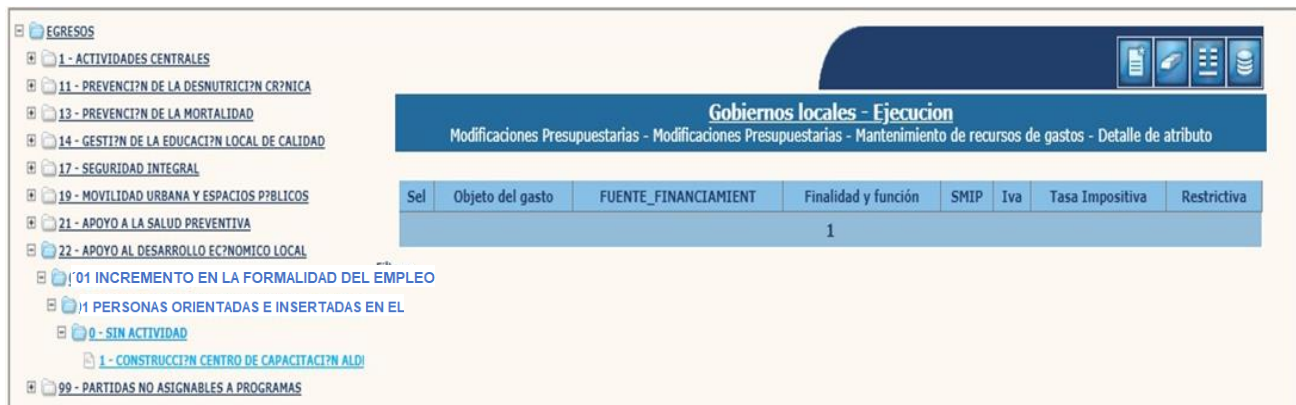 EGRESOS
1 - ACTIVIDADES CENTRALES
11 - PREVENCI?N DE LA DESNUTRICI?N CR?NICA
13 - PREVENCI?N DE LA MORTALIDAD
14 - GESTI?N DE LA EDUCACI?N LOCAL DE CALIDAD
17 - SEGURIDAD INTEGRAL
19 - MOVILIDAD URBANA Y ESPACIOS P?BLICOS
21 - APOYO A LA SALUD PREVENTIVA
22 - APOYO AL DESARROLLO EC?NOMICO LOCAL
01 INCREMENTO EN LA FORMALIDAD DEL EMPLEO
1 PERSONAS ORIENTADAS E INSERTADAS EN EL
0 - SIN ACTIVIDAD
1 - CONSTRUCCI?N CENTRO DE CAPACITACI?N ALD
99 - PARTIDAS NO ASIGNABLES A PROGRAMAS
Gobiernos locales - Ejecucion
Modificaciones Presupuestarias - Modificaciones Presupuestarias - Mantenimiento de recursos de gastos - Detalle de atributo
Sel Objeto del gasto FUENTE_FINANCIAMIENT Finalidad y función SMIP Iva Tasa Impositiva Restrictiva
1